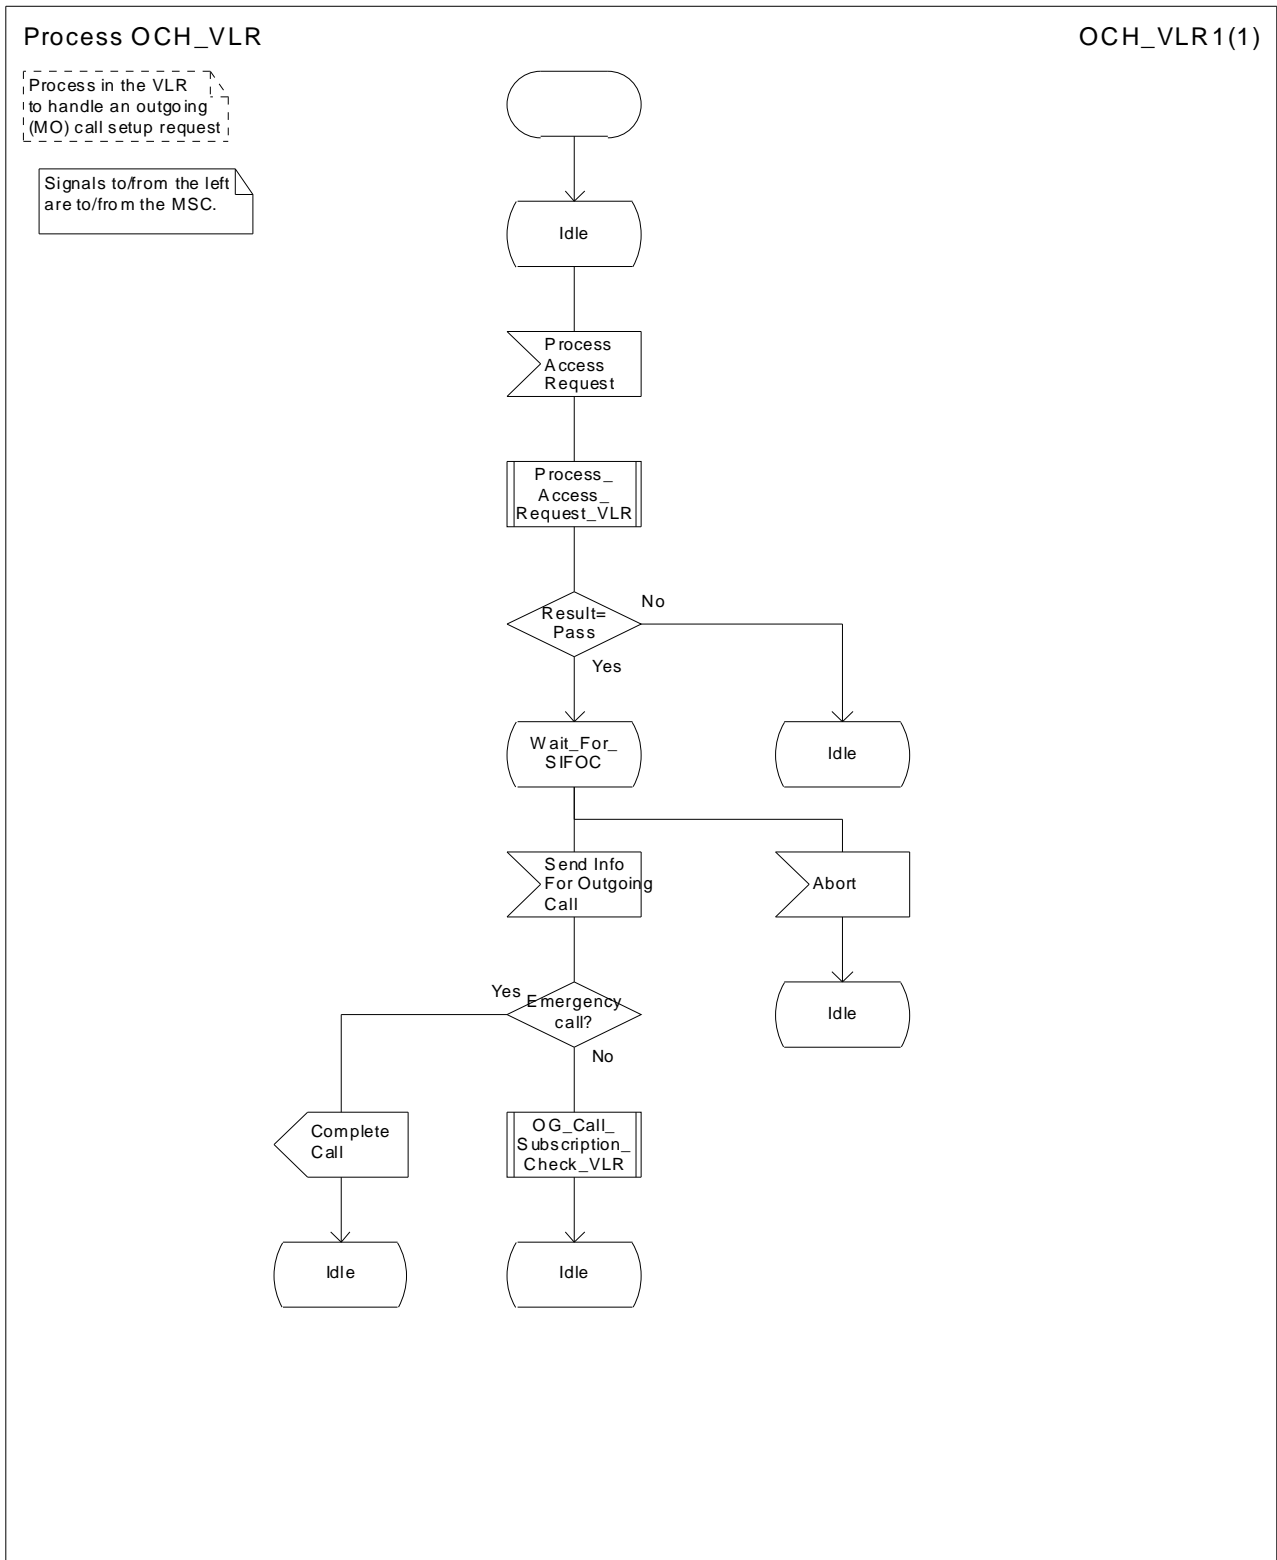 Process OCH_VLR
OCH_VLR1(1)
Process in the VLR
to handle an outgoing
(MO) call setup request
Signals to/from the left
are to/from the MSC.
Idle
Process
Access
Request
Process_
Access_
Request_VLR
Result=
Pass
No
Yes
Wait_For_
SIFOC
Idle
Send Info
For Outgoing
Call
Abort
Yes
Emergency
call?
No
Idle
Complete
Call
OG_Call_
Subscription_
Check_VLR
Idle
Idle